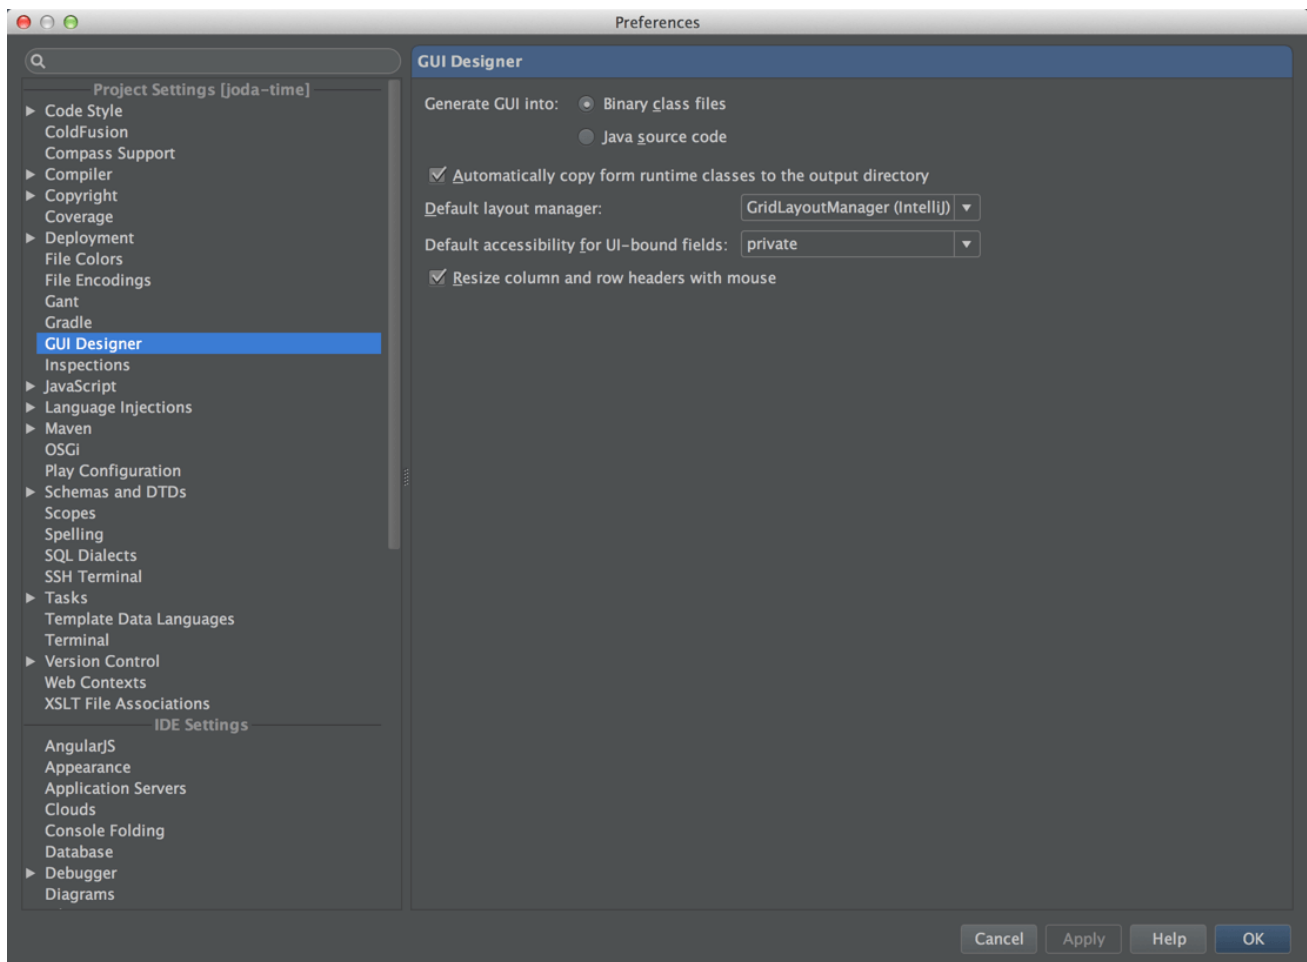 Preferences
Project Settings [joda-time]
Code Style
ColdFusion
Compass Support
Compiler
Copyright
Coverage
Deployment
File Colors
File Encodings
Gant
Gradle
GUI Designer
Inspections
JavaScript
Language Injections
Maven
OSGi
Play Configuration
Schemas and DTDs
Scopes
Spelling
SQL Dialects
SSH Terminal
Tasks
Template Data Languages
Terminal
Version Control
Web Contexts
XSLT File Associations
IDE Settings
AngularJS
Appearance
Application Servers
Clouds
Console Folding
Database
Debugger
Diagrams
GUI Designer
Generate GUI into: Binary class files
Java source code
Automatically copy form runtime classes to the output directory
Default layout manager: GridLayoutManager (IntelliJ)
Default accessibility for UI-bound fields: private
Resize column and row headers with mouse
Cancel Apply Help OK